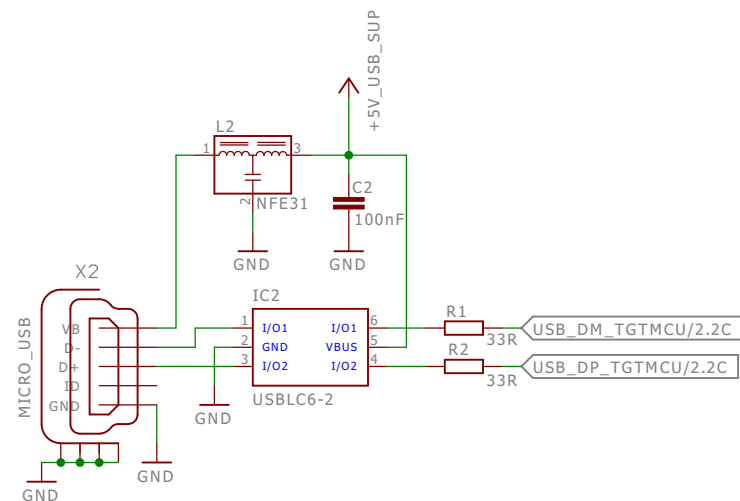 +5V_USB_SUP
L2
1
3
2
NFE31
C2
100nF
GND
GND
X2
MICRO_USB
VB
D-
D+
ID
GND
IC2
1
I/O1
I/O1
6
2
GND
VBUS
5
3
I/O2
I/O2
4
USBLC6-2
GND
R1
33R
USB_DM_TGTMCU/2.2C
R2
33R
USB_DP_TGTMCU/2.2C
GND
GND